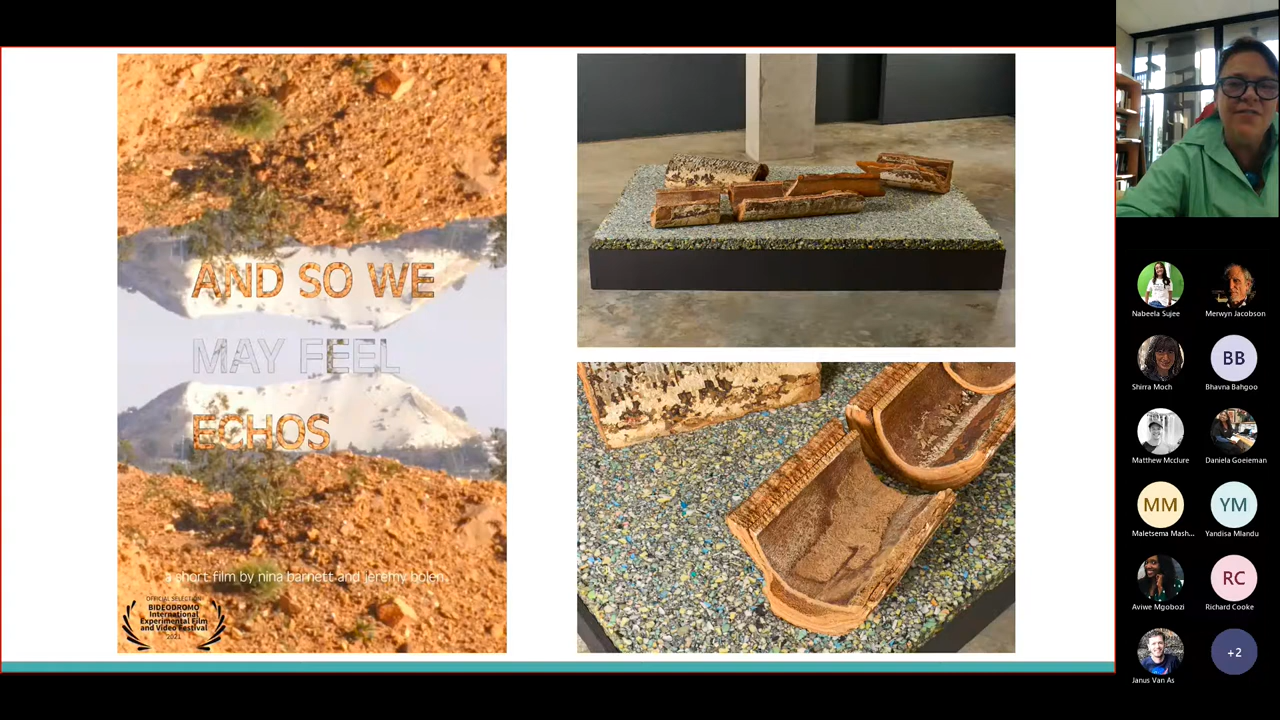 AND SO WE
MAY FEEL
ECHOS
a short film by nina barnett and jeremy bolen
OFFICIAL SELECTION
BIDEODROMO
International
Experimental Film
and Video Festival
2021
Nabeela Sujee
Merwyn Jacobson
Shirra Moch
BB
Bhavna Bahgoo
Matthew Mcclure
Daniela Goeieman
MM
Maletsema Mash...
YM
Yandisa Mlandu
Aviwe Mgobozi
RC
Richard Cooke
Janus Van As
+2